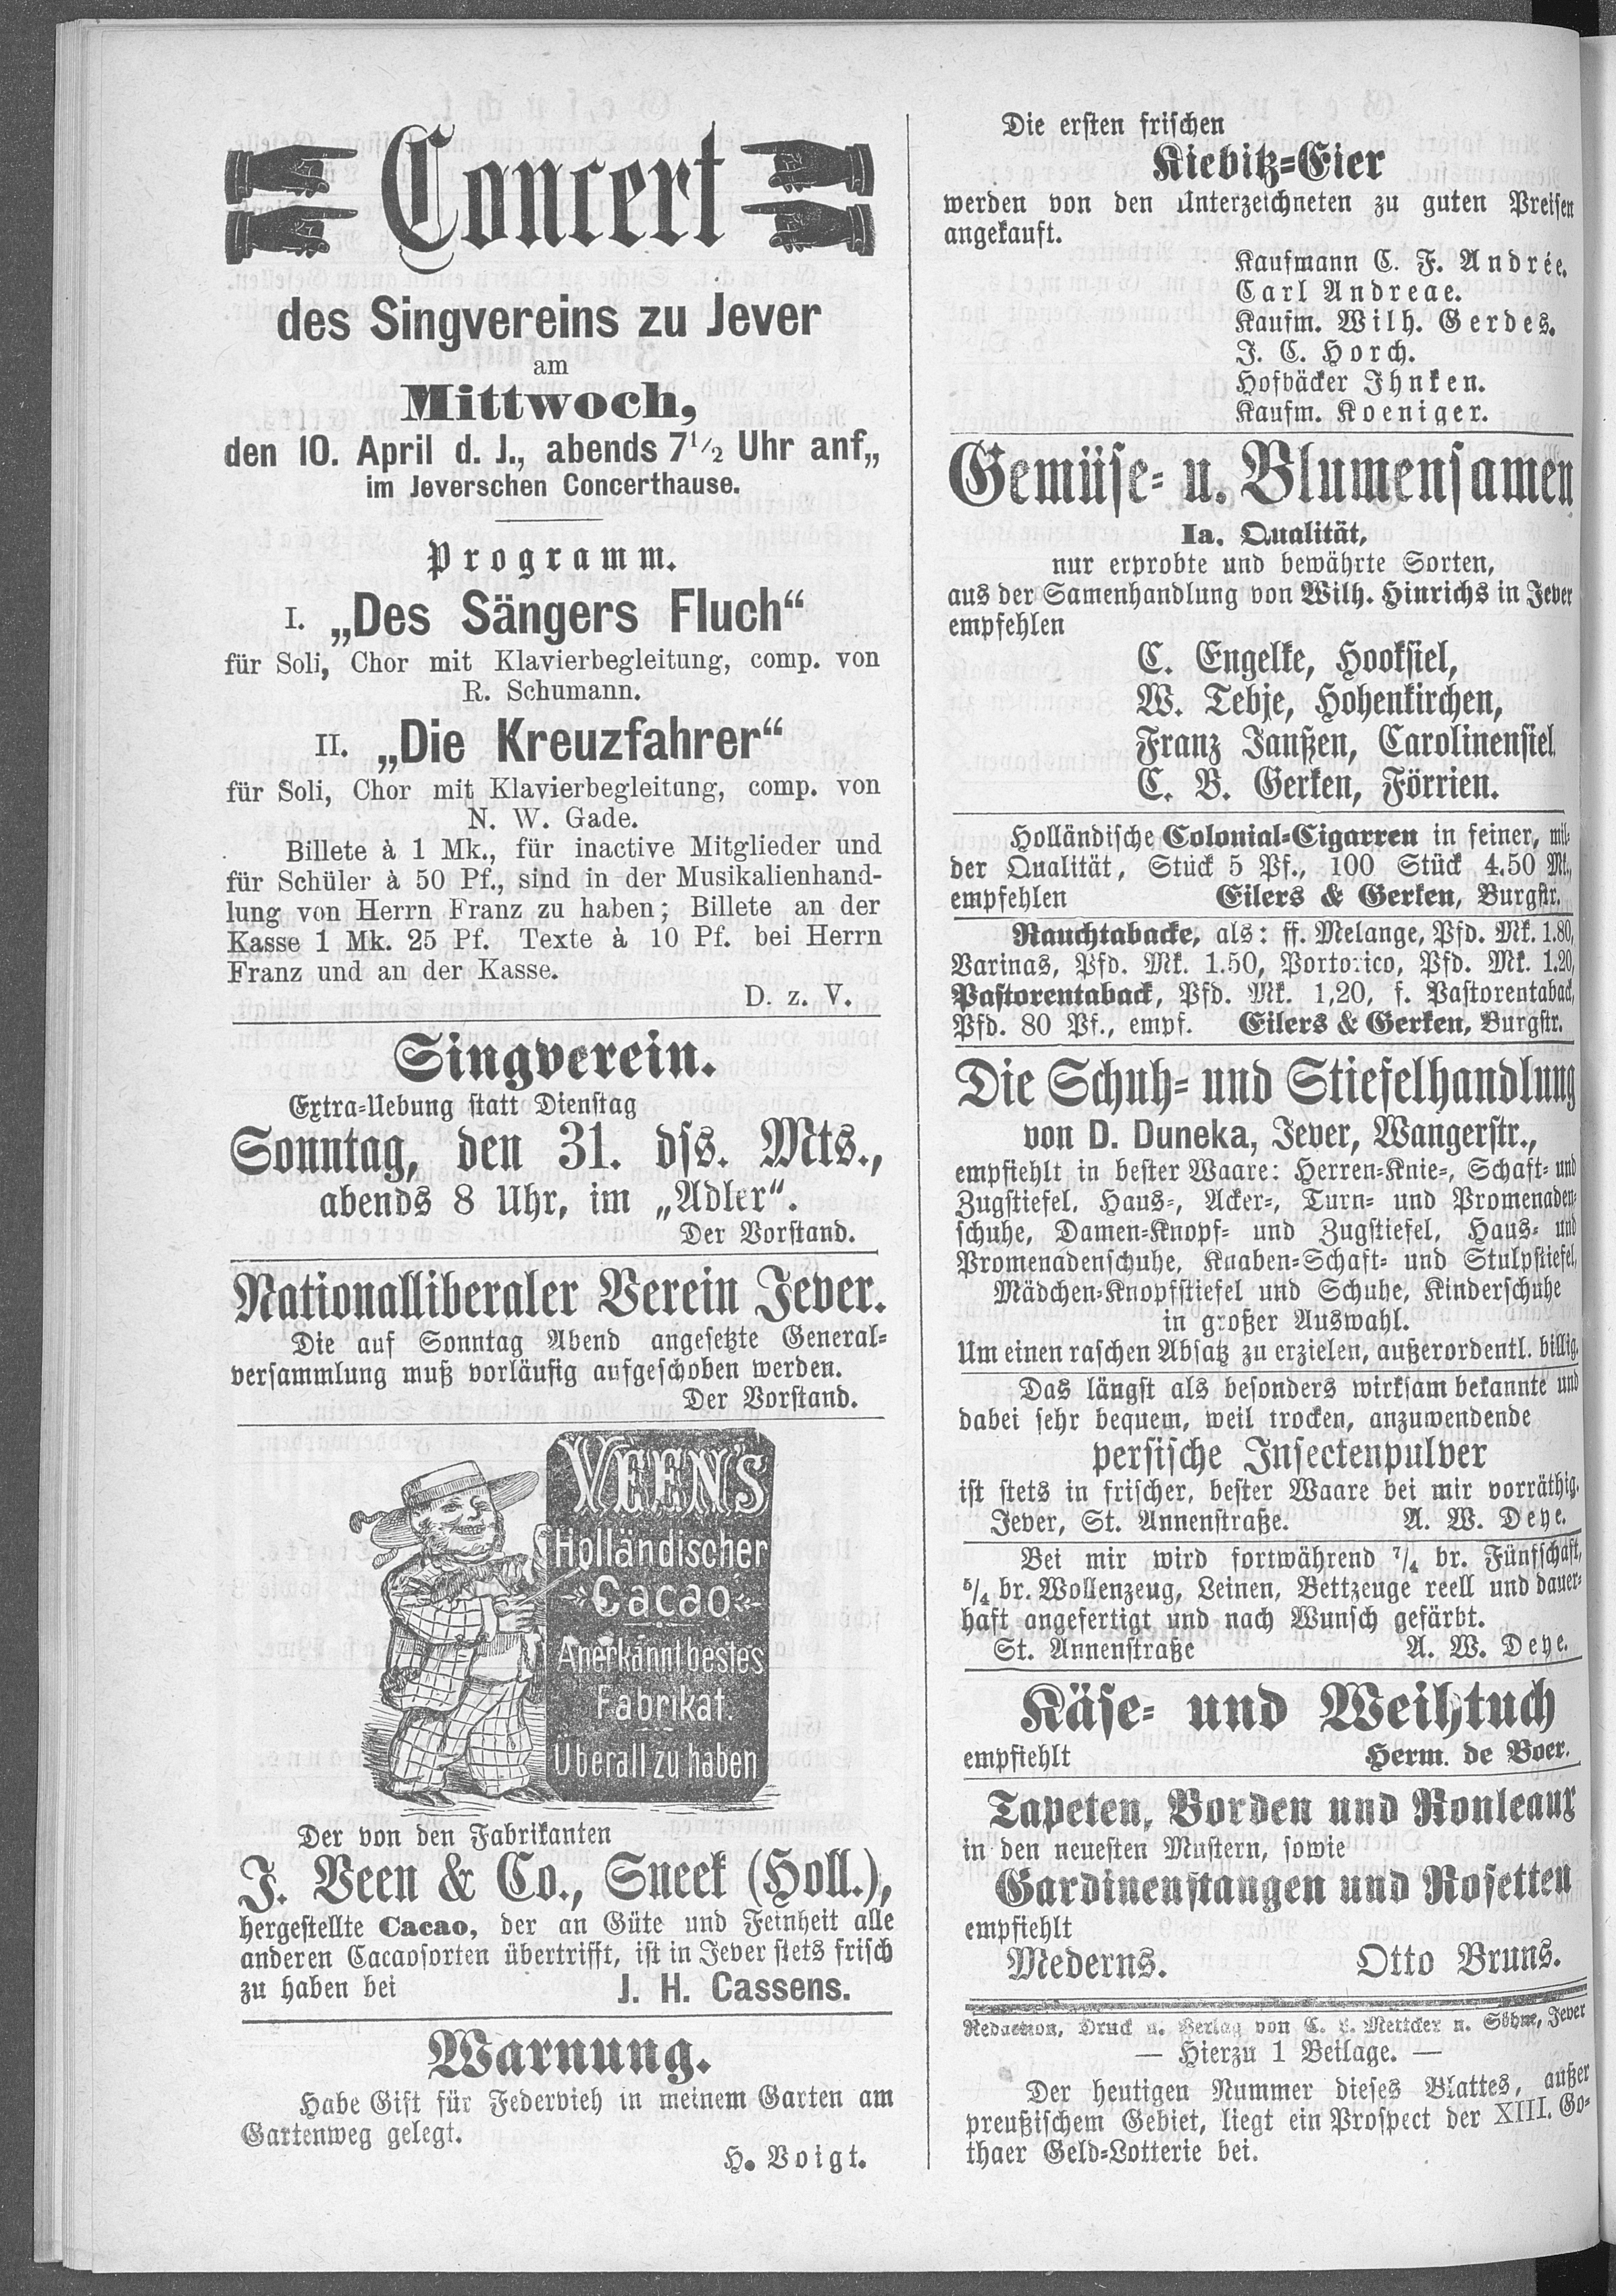 Concert
des Singvereins zu Jever
am
Mittwoch,
den 10. April d. J., abends 7½ Uhr anf.,
im Jeverschen Concerthause.
Programm.
I. „Des Sängers Fluch“
für Soli, Chor mit Klavierbegleitung, comp. von
R. Schumann.
II. „Die Kreuzfahrer“
für Soli, Chor mit Klavierbegleitung, comp. von
N. W. Gade.
Billete à 1 Mk., für inactive Mitglieder und
für Schüler à 50 Pf., sind in der Musikalienhand-
lung von Herrn Franz zu haben; Billete an der
Kasse 1 Mk. 25 Pf. Texte à 10 Pf. bei Herrn
Franz und an der Kasse.
D. z. V.
Singverein.
Extra-Uebung statt Dienstag
Sonntag, den 31. dss. Mts.,
abends 8 Uhr, im „Adler“.
Der Vorstand.
Nationalliberaler Verein Jever.
Die auf Sonntag Abend angesetzte General-
versammlung muß vorläufig aufgeschoben werden.
Der Vorstand.
VEEN'S
Holländischer
Cacao
Anerkannt bestes
Fabrikat.
Überall zu haben
Der von den Fabrikanten
J. Veen & Co., Sneek (Holl.),
hergestellte Cacao, der an Güte und Feinheit alle
anderen Cacaosorten übertrifft, ist in Jever stets frisch
zu haben bei J. H. Cassens.
Warnung.
Habe Gift für Federvieh in meinem Garten am
Gartenweg gelegt.
H. Voigt.
Die ersten frischen
Kiebitz-Eier
werden von den Unterzeichneten zu guten Preisen
angekauft.
Kaufmann C. F. Andrée.
Carl Andreae.
Kaufm. Wilh. Gerdes.
J. C. Horch.
Hofbäcker Ihnken.
Kaufm. Koeniger.
Gemüse- u. Blumensamen
Ia. Qualität,
nur erprobte und bewährte Sorten,
aus der Samenhandlung von Wilh. Hinrichs in Jever
empfehlen
C. Engelke, Hooksiel,
W. Tebje, Hohenkirchen,
Franz Janßen, Carolinensiel
C. B. Gerken, Förrien.
Holländische Colonial-Cigarren in feiner, mil-
der Qualität, Stück 5 Pf., 100 Stück 4.50 Mk.,
empfehlen Eilers & Gerken, Burgstr.
Rauchtabacke, als: ff. Melange, Pfd. Mk. 1.80,
Varinas, Pfd. Mk. 1.50, Portorico, Pfd. Mk. 1.20,
Pastorentaback, Pfd. Mk. 1,20, f. Pastorentaback,
Pfd. 80 Pf., empf. Eilers & Gerken, Burgstr.
Die Schuh- und Stiefelhandlung
von D. Duneka, Jever, Wangerstr.,
empfiehlt in bester Waare: Herren-Knie-, Schaft- und
Zugstiefel, Haus-, Acker-, Turn- und Promenaden-
schuhe, Damen-Knopf- und Zugstiefel, Haus- und
Promenadenschuhe, Knaben-Schaft- und Stulpstiefel,
Mädchen-Knopfstiefel und Schuhe, Kinderschuhe
in großer Auswahl.
Um einen raschen Absatz zu erzielen, außerordentl. billig.
Das längst als besonders wirksam bekannte und
dabei sehr bequem, weil trocken, anzuwendende
persische Insectenpulver
ist stets in frischer, bester Waare bei mir vorräthig.
Jever, St. Annenstraße. A. W. Deye.
Bei mir wird fortwährend 7/4 br. Fünfschaft,
5/4 br. Wollenzeug, Leinen, Bettzeuge reell und dauer-
haft angefertigt und nach Wunsch gefärbt.
St. Annenstraße A. W. Deye.
Käse- und Weihtuch
empfiehlt Herm. de Boer.
Tapeten, Borden und Rouleaux
in den neuesten Mustern, sowie
Gardinenstangen und Rosetten
empfiehlt
Mederns. Otto Bruns.
Redaction, Druck u. Verlag von C. L. Mettcker u. Söhne, Jever
— Hierzu 1 Beilage. —
Der heutigen Nummer dieses Blattes, außer
preußischem Gebiet, liegt ein Prospect der XIII. Go-
thaer Geld-Lotterie bei.